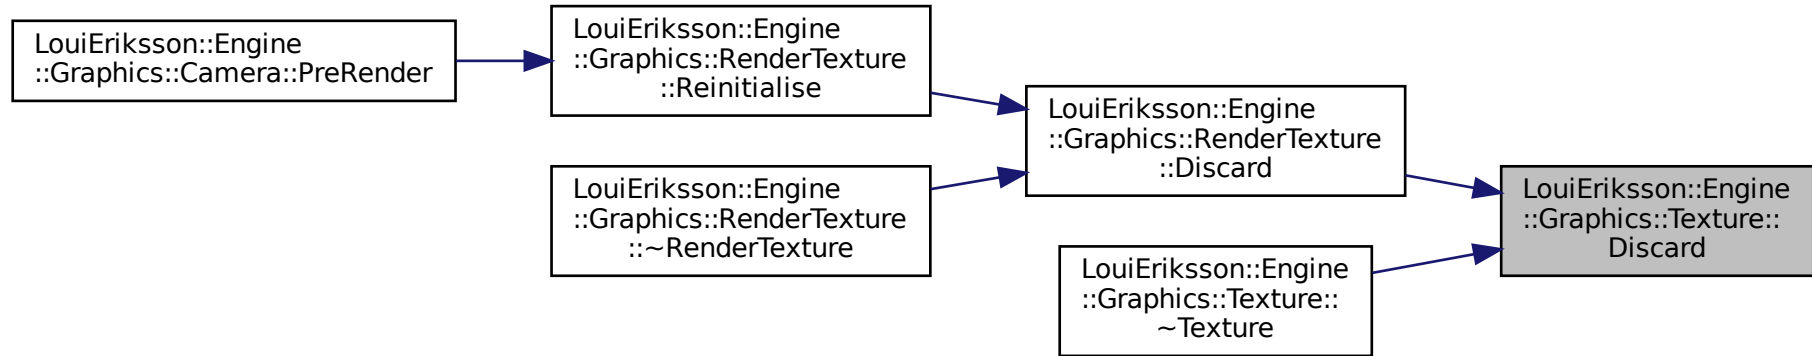 LouiEriksson::Engine
::Graphics::Camera::PreRender
LouiEriksson::Engine
::Graphics::RenderTexture
::Reinitialise
LouiEriksson::Engine
::Graphics::RenderTexture
::~RenderTexture
LouiEriksson::Engine
::Graphics::RenderTexture
::Discard
LouiEriksson::Engine
::Graphics::Texture::
~Texture
LouiEriksson::Engine
::Graphics::Texture::
Discard